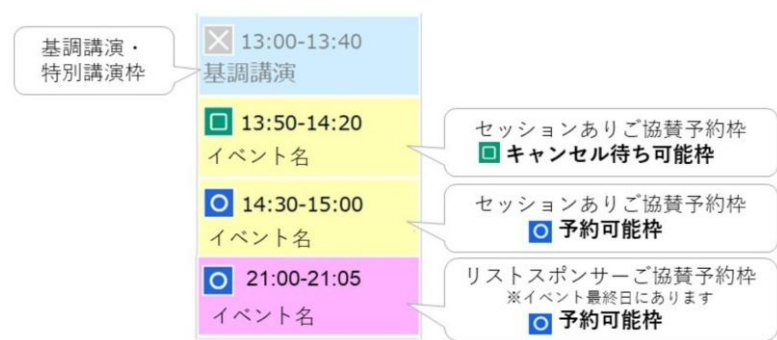 基調講演・
特別講演枠
13:00-13:40
基調講演
13:50-14:20
イベント名
セッションありご協賛予約枠
キャンセル待ち可能枠
14:30-15:00
イベント名
セッションありご協賛予約枠
予約可能枠
21:00-21:05
イベント名
リストスポンサーご協賛予約枠
※イベント最終日にあります
予約可能枠